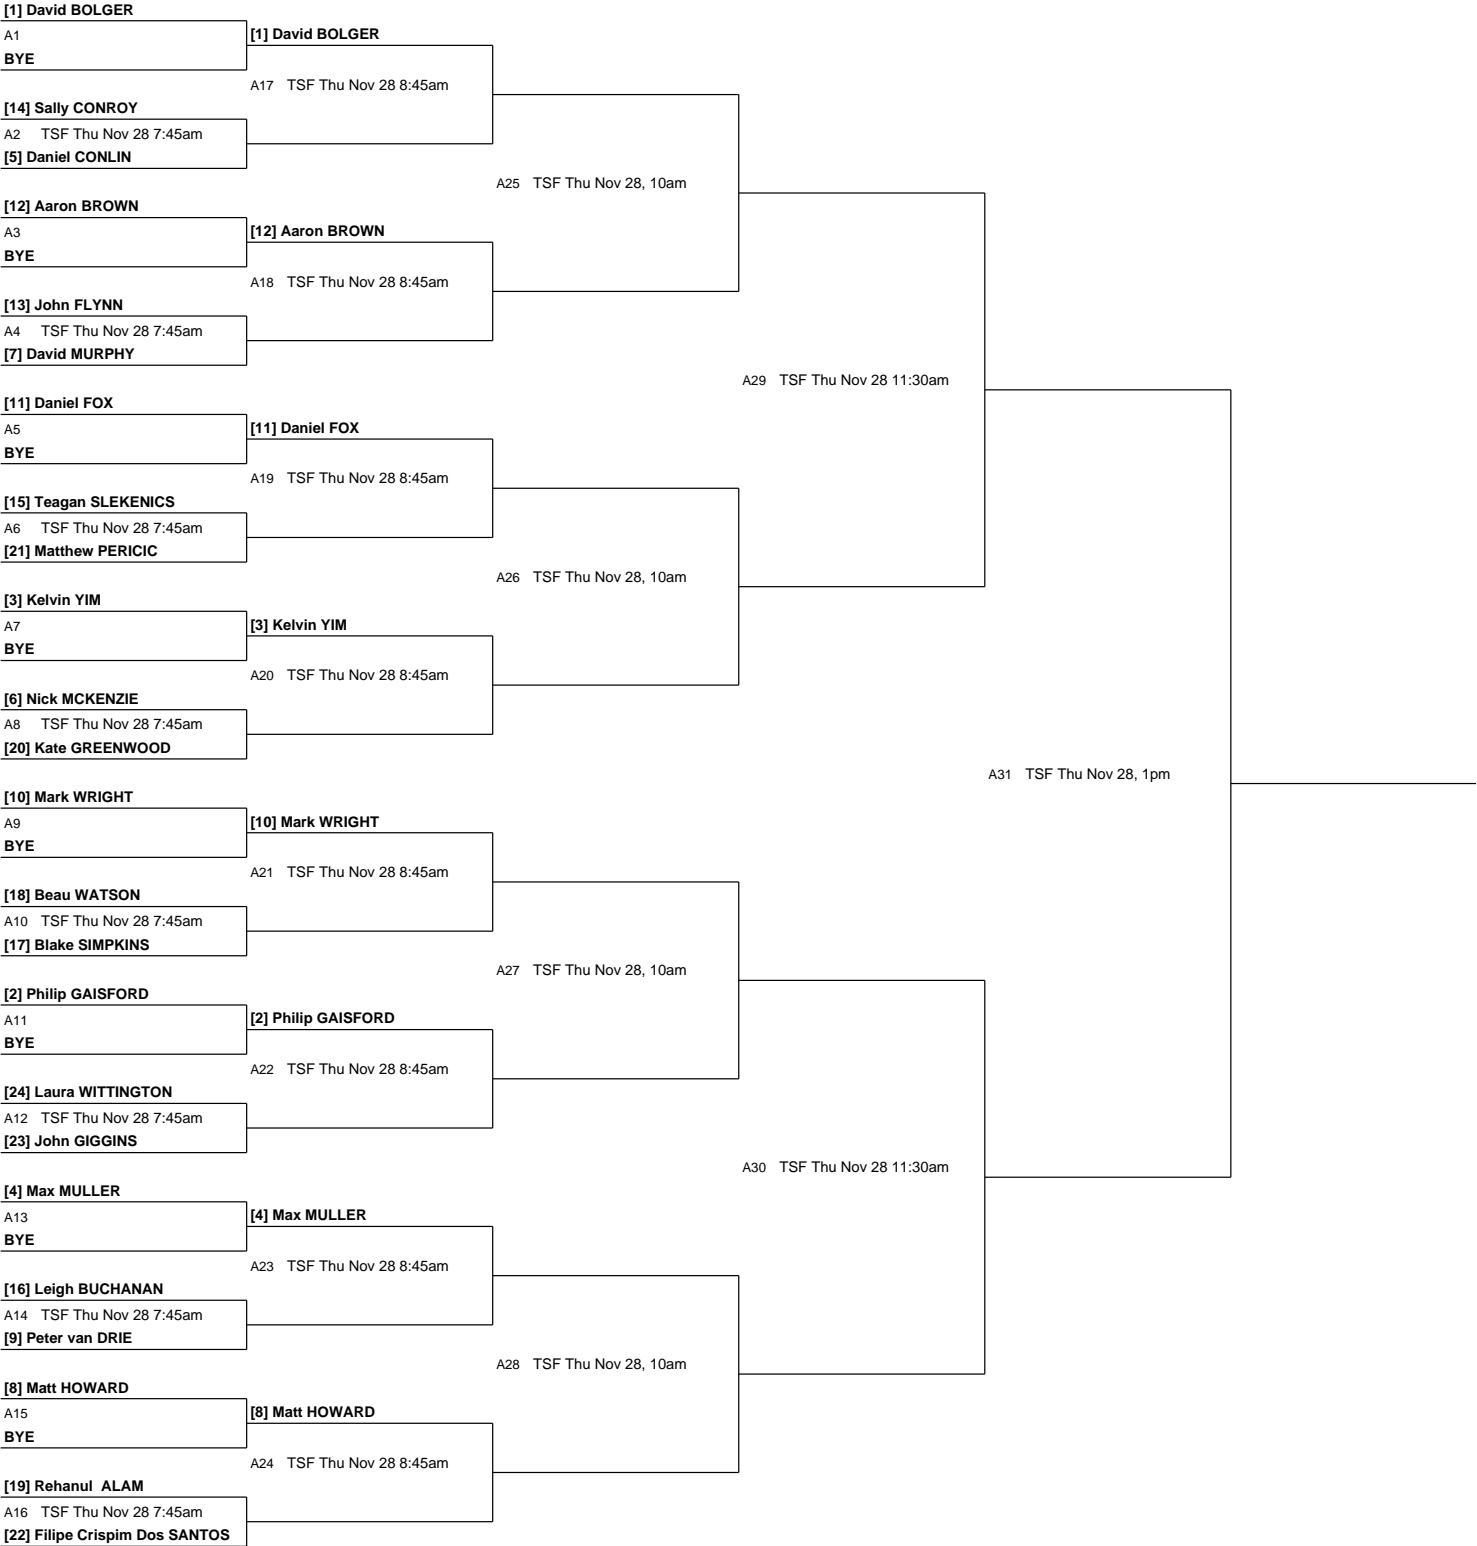 [1] David BOLGER
A1
BYE
[14] Sally CONROY
A2 TSF Thu Nov 28 7:45am
[5] Daniel CONLIN
[12] Aaron BROWN
A3
BYE
[13] John FLYNN
A4 TSF Thu Nov 28 7:45am
[7] David MURPHY
[11] Daniel FOX
A5
BYE
[15] Teagan SLEKENICS
A6 TSF Thu Nov 28 7:45am
[21] Matthew PERICIC
[3] Kelvin YIM
A7
BYE
[6] Nick MCKENZIE
A8 TSF Thu Nov 28 7:45am
[20] Kate GREENWOOD
[10] Mark WRIGHT
A9
BYE
[18] Beau WATSON
A10 TSF Thu Nov 28 7:45am
[17] Blake SIMPKINS
[2] Philip GAISFORD
A11
BYE
[24] Laura WITTINGTON
A12 TSF Thu Nov 28 7:45am
[23] John GIGGINS
[4] Max MULLER
A13
BYE
[16] Leigh BUCHANAN
A14 TSF Thu Nov 28 7:45am
[9] Peter van DRIE
[8] Matt HOWARD
A15
BYE
[19] Rehanul  ALAM
A16 TSF Thu Nov 28 7:45am
[22] Filipe Crispim Dos SANTOS
[1] David BOLGER
A17 TSF Thu Nov 28 8:45am
[12] Aaron BROWN
A18 TSF Thu Nov 28 8:45am
[11] Daniel FOX
A19 TSF Thu Nov 28 8:45am
[3] Kelvin YIM
A20 TSF Thu Nov 28 8:45am
[10] Mark WRIGHT
A21 TSF Thu Nov 28 8:45am
[2] Philip GAISFORD
A22 TSF Thu Nov 28 8:45am
[4] Max MULLER
A23 TSF Thu Nov 28 8:45am
[8] Matt HOWARD
A24 TSF Thu Nov 28 8:45am
A25 TSF Thu Nov 28, 10am
A26 TSF Thu Nov 28, 10am
A27 TSF Thu Nov 28, 10am
A28 TSF Thu Nov 28, 10am
A29 TSF Thu Nov 28 11:30am
A30 TSF Thu Nov 28 11:30am
A31 TSF Thu Nov 28, 1pm